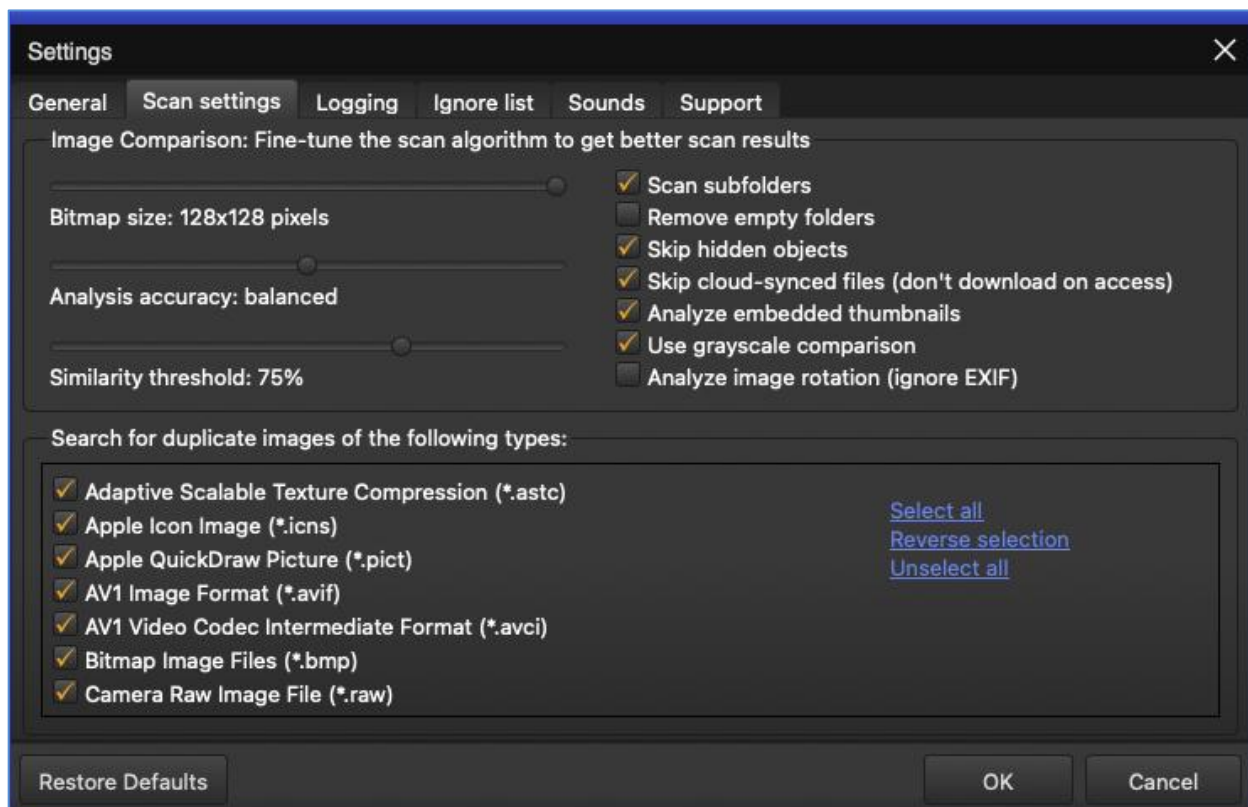 Settings
General Scan settings Logging Ignore list Sounds Support
Image Comparison: Fine-tune the scan algorithm to get better scan results
Bitmap size: 128x128 pixels
Analysis accuracy: balanced
Similarity threshold: 75%
Scan subfolders
Remove empty folders
Skip hidden objects
Skip cloud-synced files (don't download on access)
Analyze embedded thumbnails
Use grayscale comparison
Analyze image rotation (ignore EXIF)
Search for duplicate images of the following types:
Adaptive Scalable Texture Compression (*.astc)
Apple Icon Image (*.icns)
Apple QuickDraw Picture (*.pict)
AV1 Image Format (*.avif)
AV1 Video Codec Intermediate Format (*.avci)
Bitmap Image Files (*.bmp)
Camera Raw Image File (*.raw)
Select all
Reverse selection
Unselect all
Restore Defaults
OK
Cancel